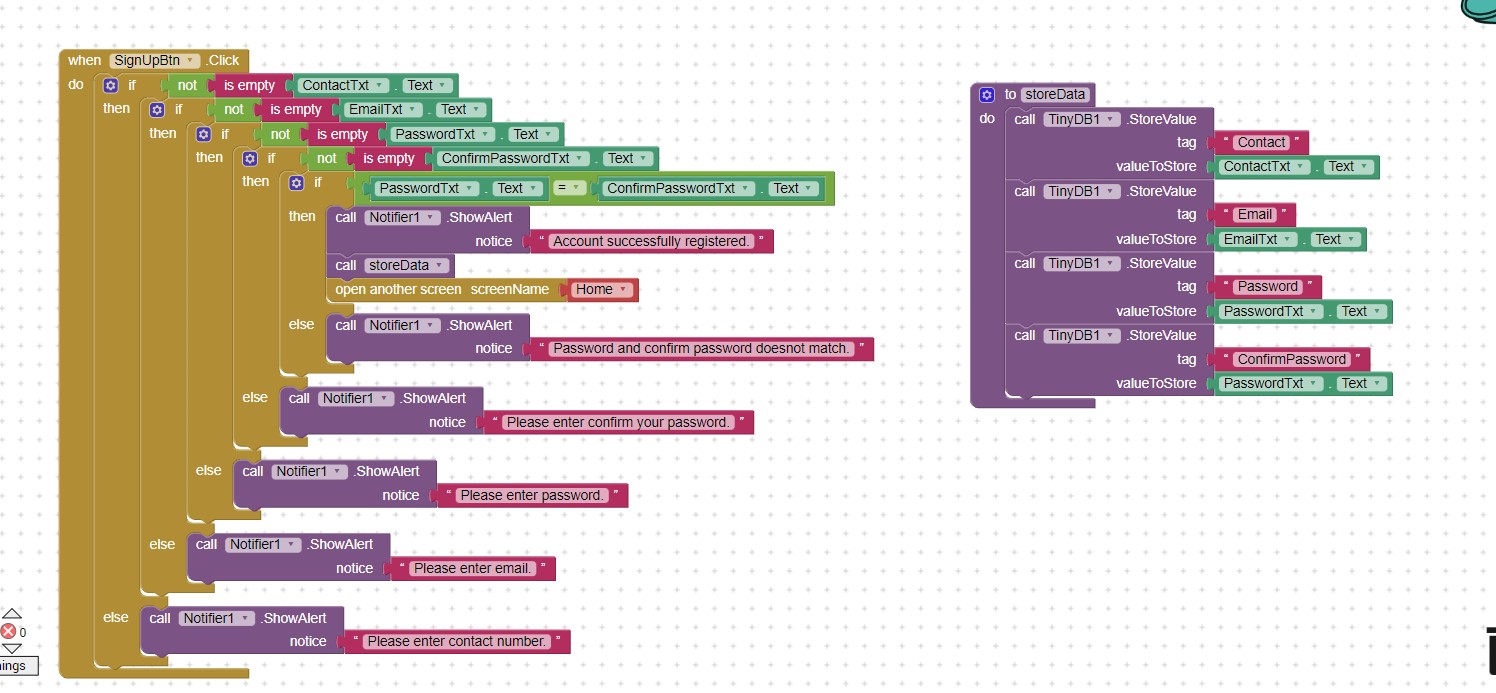 when SignUpBtn .Click
do if not is empty ContactTxt . Text
then if not is empty EmailTxt . Text
then if not is empty PasswordTxt . Text
then if not is empty ConfirmPasswordTxt . Text
then if PasswordTxt . Text = ConfirmPasswordTxt . Text
then call Notifier1 .ShowAlert
notice “ Account successfully registered. ”
call storeData
open another screen screenName Home
else call Notifier1 .ShowAlert
notice “ Password and confirm password doesnot match. ”
else call Notifier1 .ShowAlert
notice “ Please enter confirm your password. ”
else call Notifier1 .ShowAlert
notice “ Please enter password. ”
else call Notifier1 .ShowAlert
notice “ Please enter email. ”
else call Notifier1 .ShowAlert
notice “ Please enter contact number. ”
0
to storeData
do call TinyDB1 .StoreValue
tag “ Contact ”
valueToStore ContactTxt . Text
call TinyDB1 .StoreValue
tag “ Email ”
valueToStore EmailTxt . Text
call TinyDB1 .StoreValue
tag “ Password ”
valueToStore PasswordTxt . Text
call TinyDB1 .StoreValue
tag “ ConfirmPassword ”
valueToStore PasswordTxt . Text